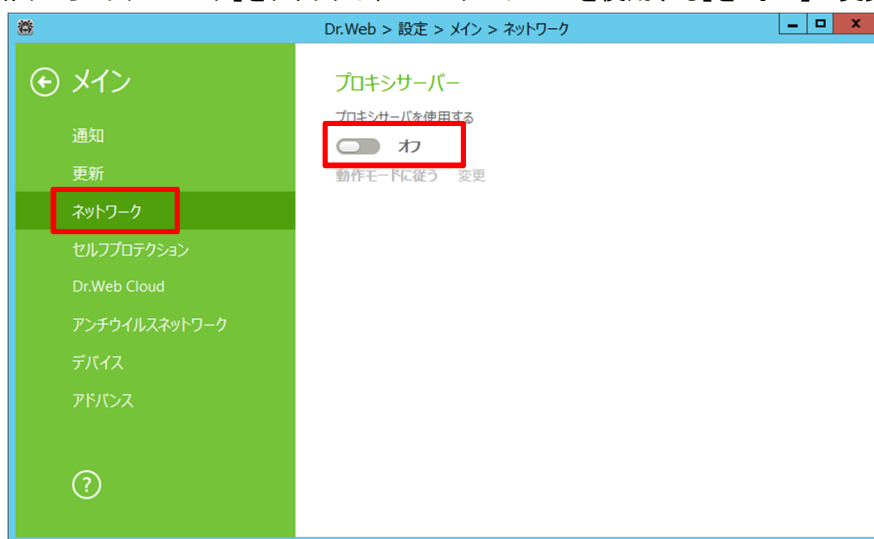 Dr.Web > 設定 > メイン > ネットワーク
メイン
通知
更新
ネットワーク
セルフプロテクション
Dr.Web Cloud
アンチウイルスネットワーク
デバイス
アドバンス
?
プロキシサーバー
プロキシサーバを使用する
オフ
動作モードに従う 変更